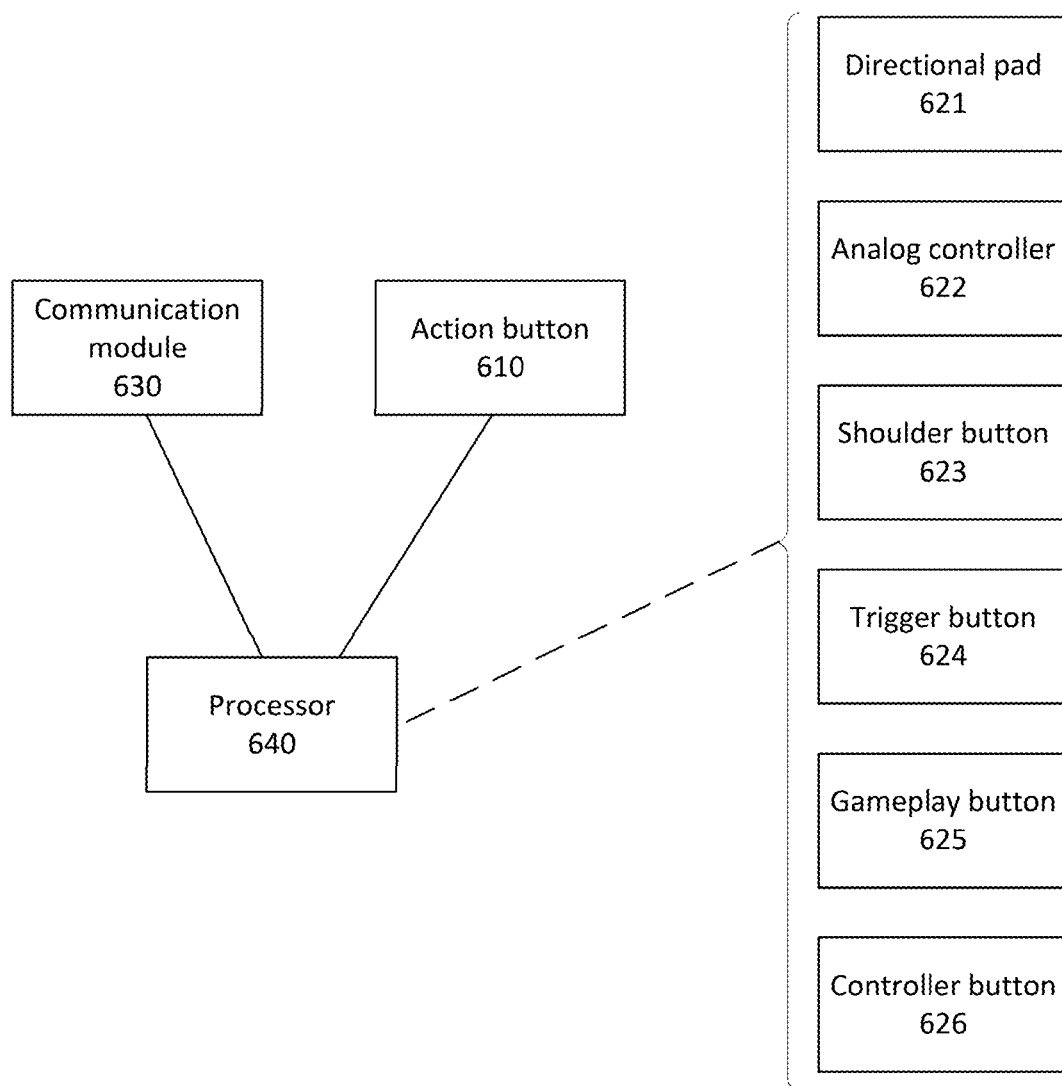 Directional pad
621
Analog controller
622
Communication
module
630
Action button
610
Shoulder button
623
Trigger button
624
Processor
640
Gameplay button
625
Controller button
626